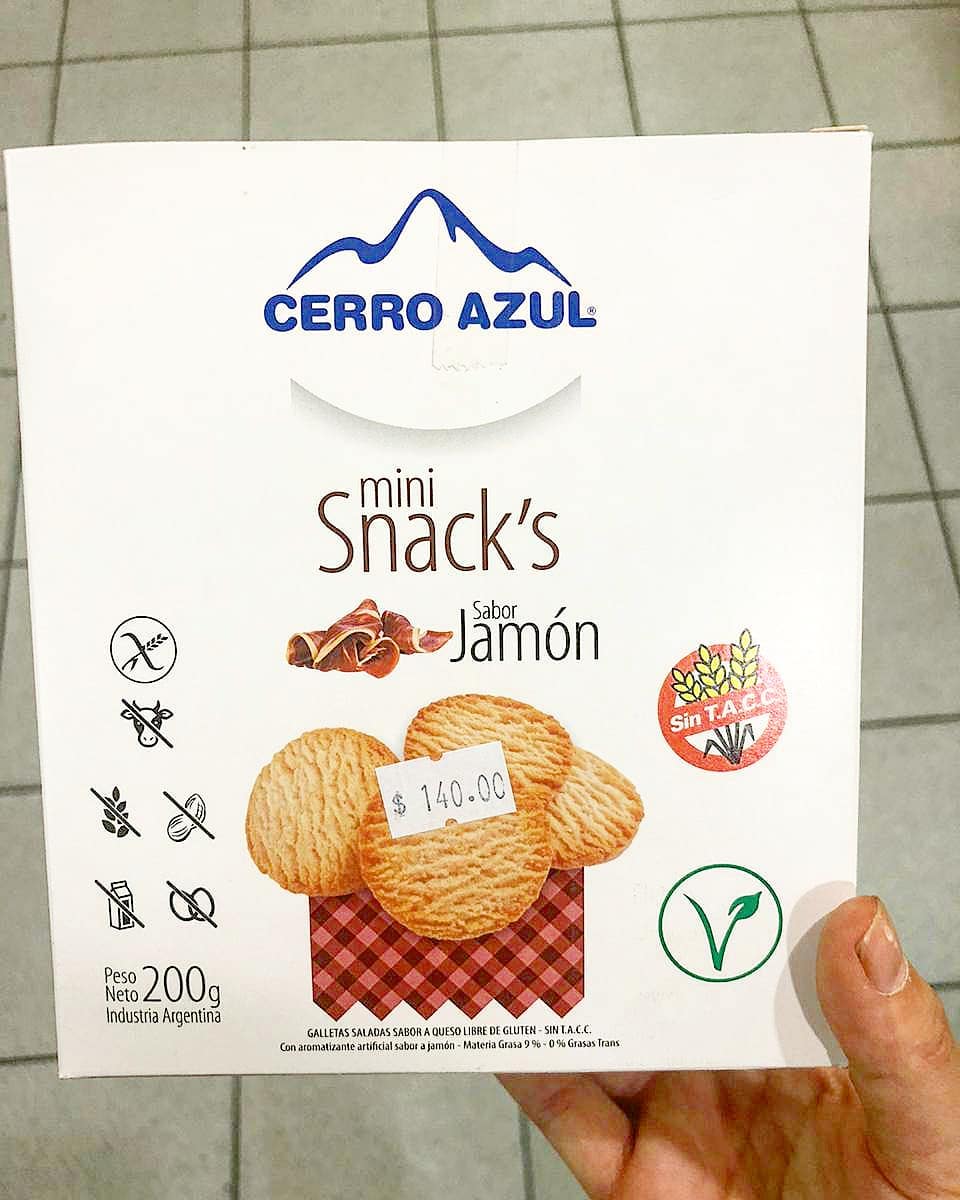 CERRO AZUL®
mini
Snack's
Sabor
Jamón
Sin T.A.C.C.
$ 140.00
Peso
Neto 200g
Industria Argentina
GALLETAS SALADAS SABOR A QUESO LIBRE DE GLUTEN - SIN T.A.C.C.
Con aromatizante artificial sabor a jamón - Materia Grasa 9 % - 0 % Grasas Trans